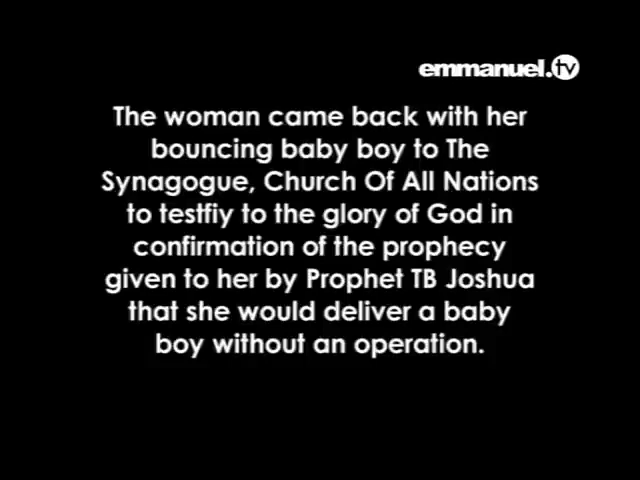 emmanuel.tv
The woman came back with her
bouncing baby boy to The
Synagogue, Church Of All Nations
to testfiy to the glory of God in
confirmation of the prophecy
given to her by Prophet TB Joshua
that she would deliver a baby
boy without an operation.